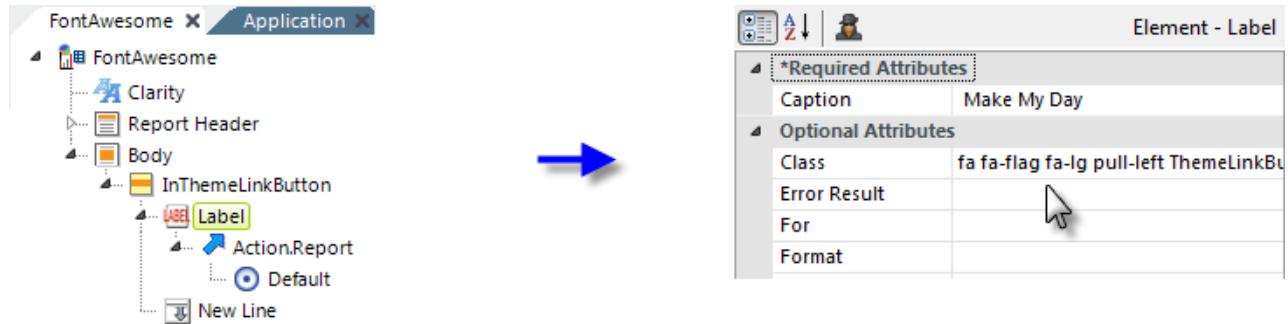 FontAwesome
Application
FontAwesome
Clarity
Report Header
Body
InThemeLinkButton
LABEL Label
Action.Report
Default
New Line
A
Z
Element - Label
*Required Attributes
Caption Make My Day
Optional Attributes
Class fa fa-flag fa-lg pull-left ThemeLinkBu
Error Result
For
Format